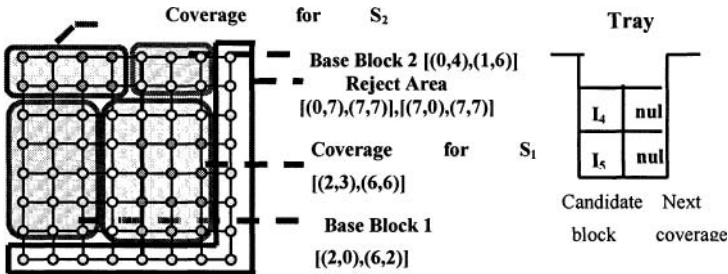 Coverage for S2
Base Block 2 [(0,4),(1,6)]
Reject Area
[(0,7),(7,7)],[(7,0),(7,7)]
Coverage for S1
[(2,3),(6,6)]
Base Block 1
[(2,0),(6,2)]
Tray
I4 nul
I5 nul
Candidate Next
block coverage